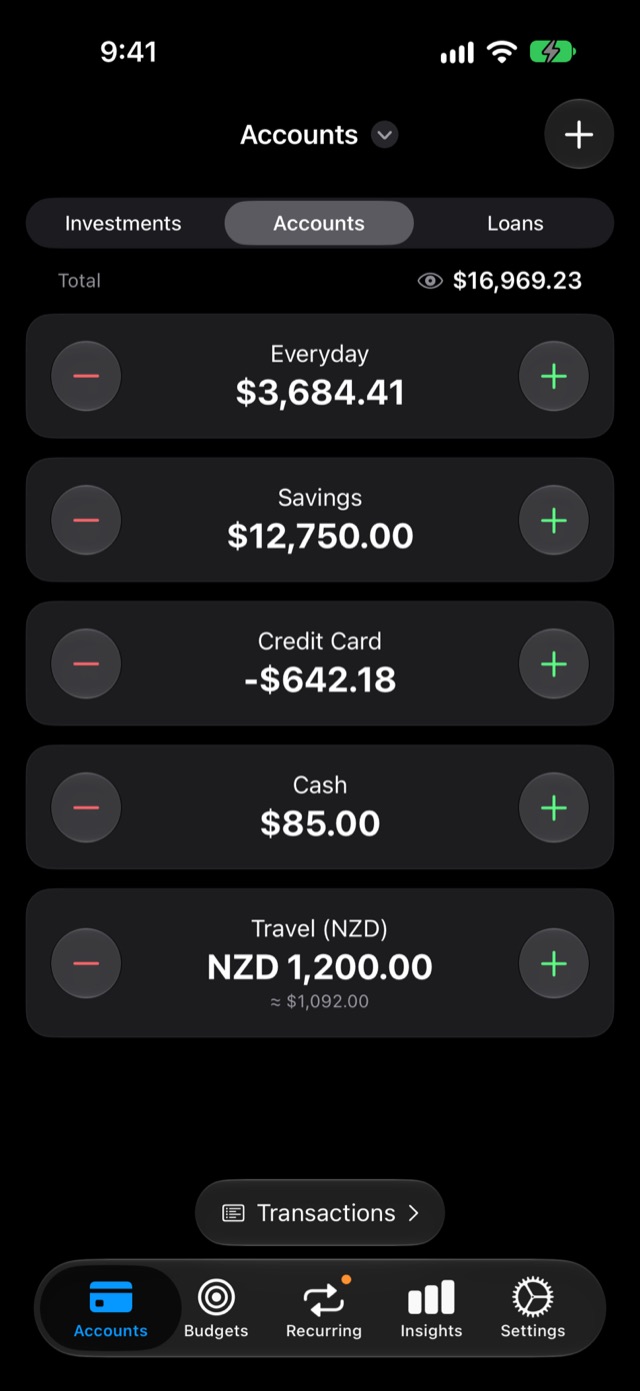 9:41
Accounts
Investments Accounts Loans
Total $16,969.23
Everyday
$3,684.41
Savings
$12,750.00
Credit Card
-$642.18
Cash
$85.00
Travel (NZD)
NZD 1,200.00
≈ $1,092.00
Transactions
Accounts Budgets Recurring Insights Settings